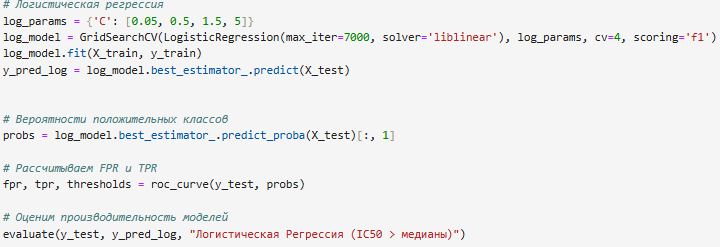 # Логистическая регрессия
log_params = {'C': [0.05, 0.5, 1.5, 5]}
log_model = GridSearchCV(LogisticRegression(max_iter=7000, solver='liblinear'), log_params, cv=4, scoring='f1')
log_model.fit(X_train, y_train)
y_pred_log = log_model.best_estimator_.predict(X_test)
# Вероятности положительных классов
probs = log_model.best_estimator_.predict_proba(X_test)[:, 1]
# Рассчитываем FPR и TPR
fpr, tpr, thresholds = roc_curve(y_test, probs)
# Оценим производительность моделей
evaluate(y_test, y_pred_log, "Логистическая Регрессия (IC50 > медианы)")